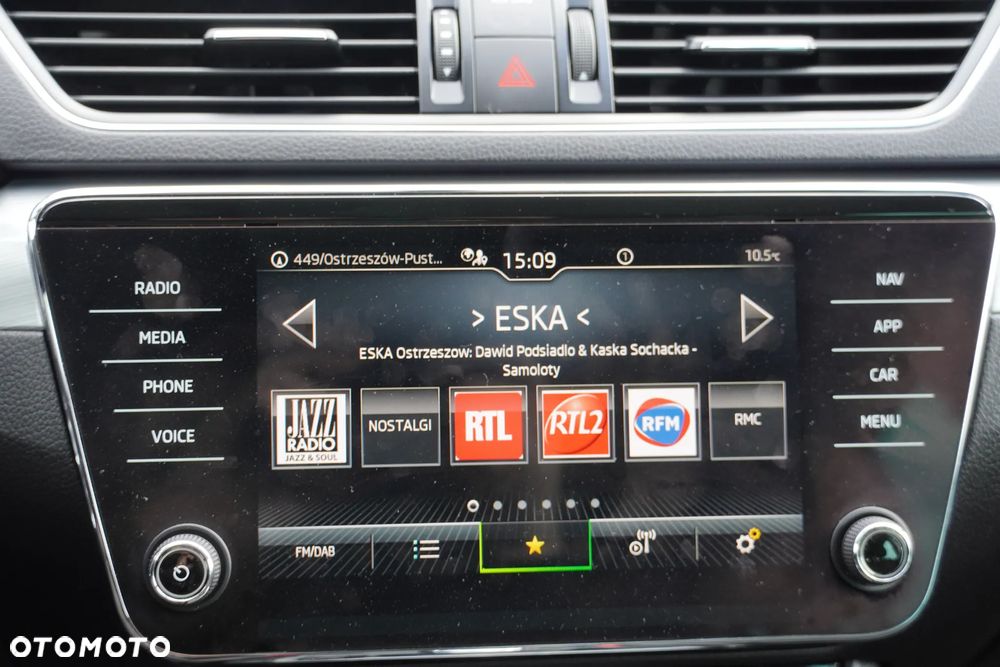 RADIO
MEDIA
PHONE
VOICE
449/Ostrzeszów-Pust...
15:09
1
10.5°C
> ESKA <
ESKA Ostrzeszow: Dawid Podsiadlo & Kaska Sochacka -
Samoloty
JAZZ
RADIO
JAZZ & SOUL
NOSTALGI
RTL
RTL2
RFM
RMC
FM/DAB
NAV
APP
CAR
MENU
OTOMOTO